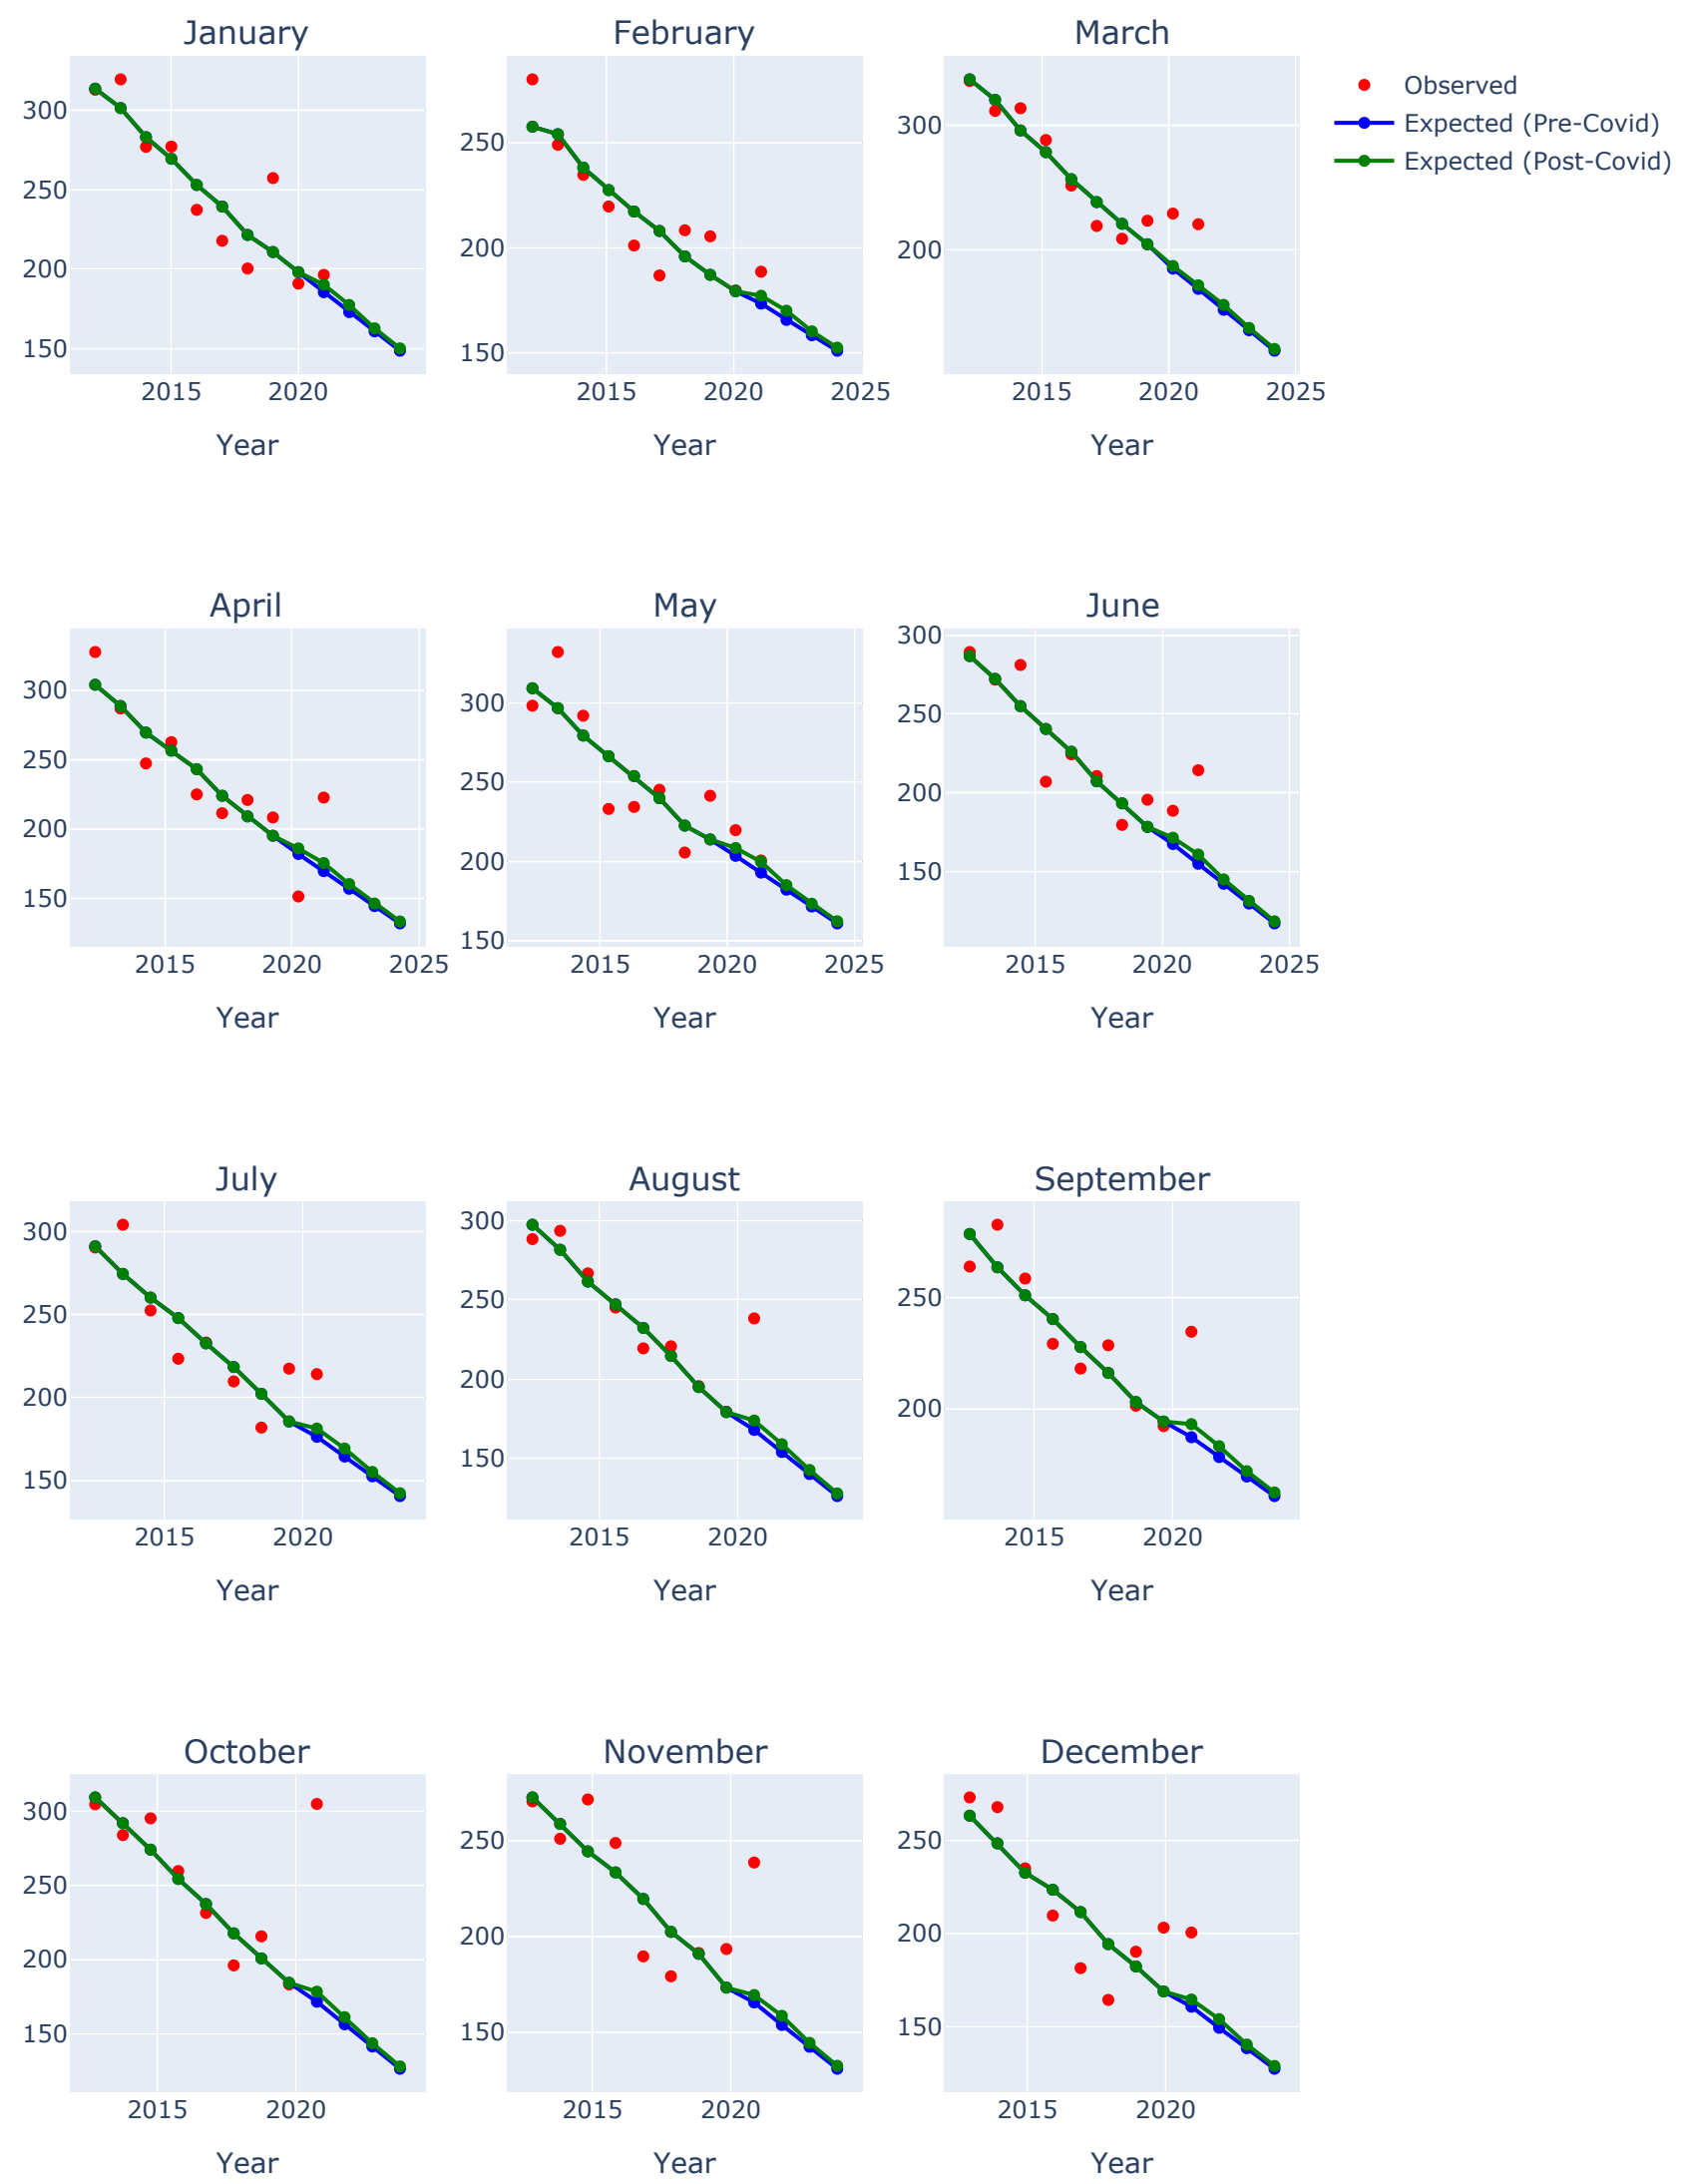 January
February
March
Observed
Expected (Pre-Covid)
Expected (Post-Covid)
300
250
200
150
2015
2020
Year
250
200
150
2015
2020
2025
Year
300
200
2015
2020
2025
Year
April
May
June
300
250
200
150
2015
2020
2025
Year
300
250
200
150
2015
2020
2025
Year
300
250
200
150
2015
2020
2025
Year
July
August
September
300
250
200
150
2015
2020
Year
300
250
200
150
2015
2020
Year
250
200
2015
2020
Year
October
November
December
300
250
200
150
2015
2020
Year
250
200
150
2015
2020
Year
250
200
150
2015
2020
Year